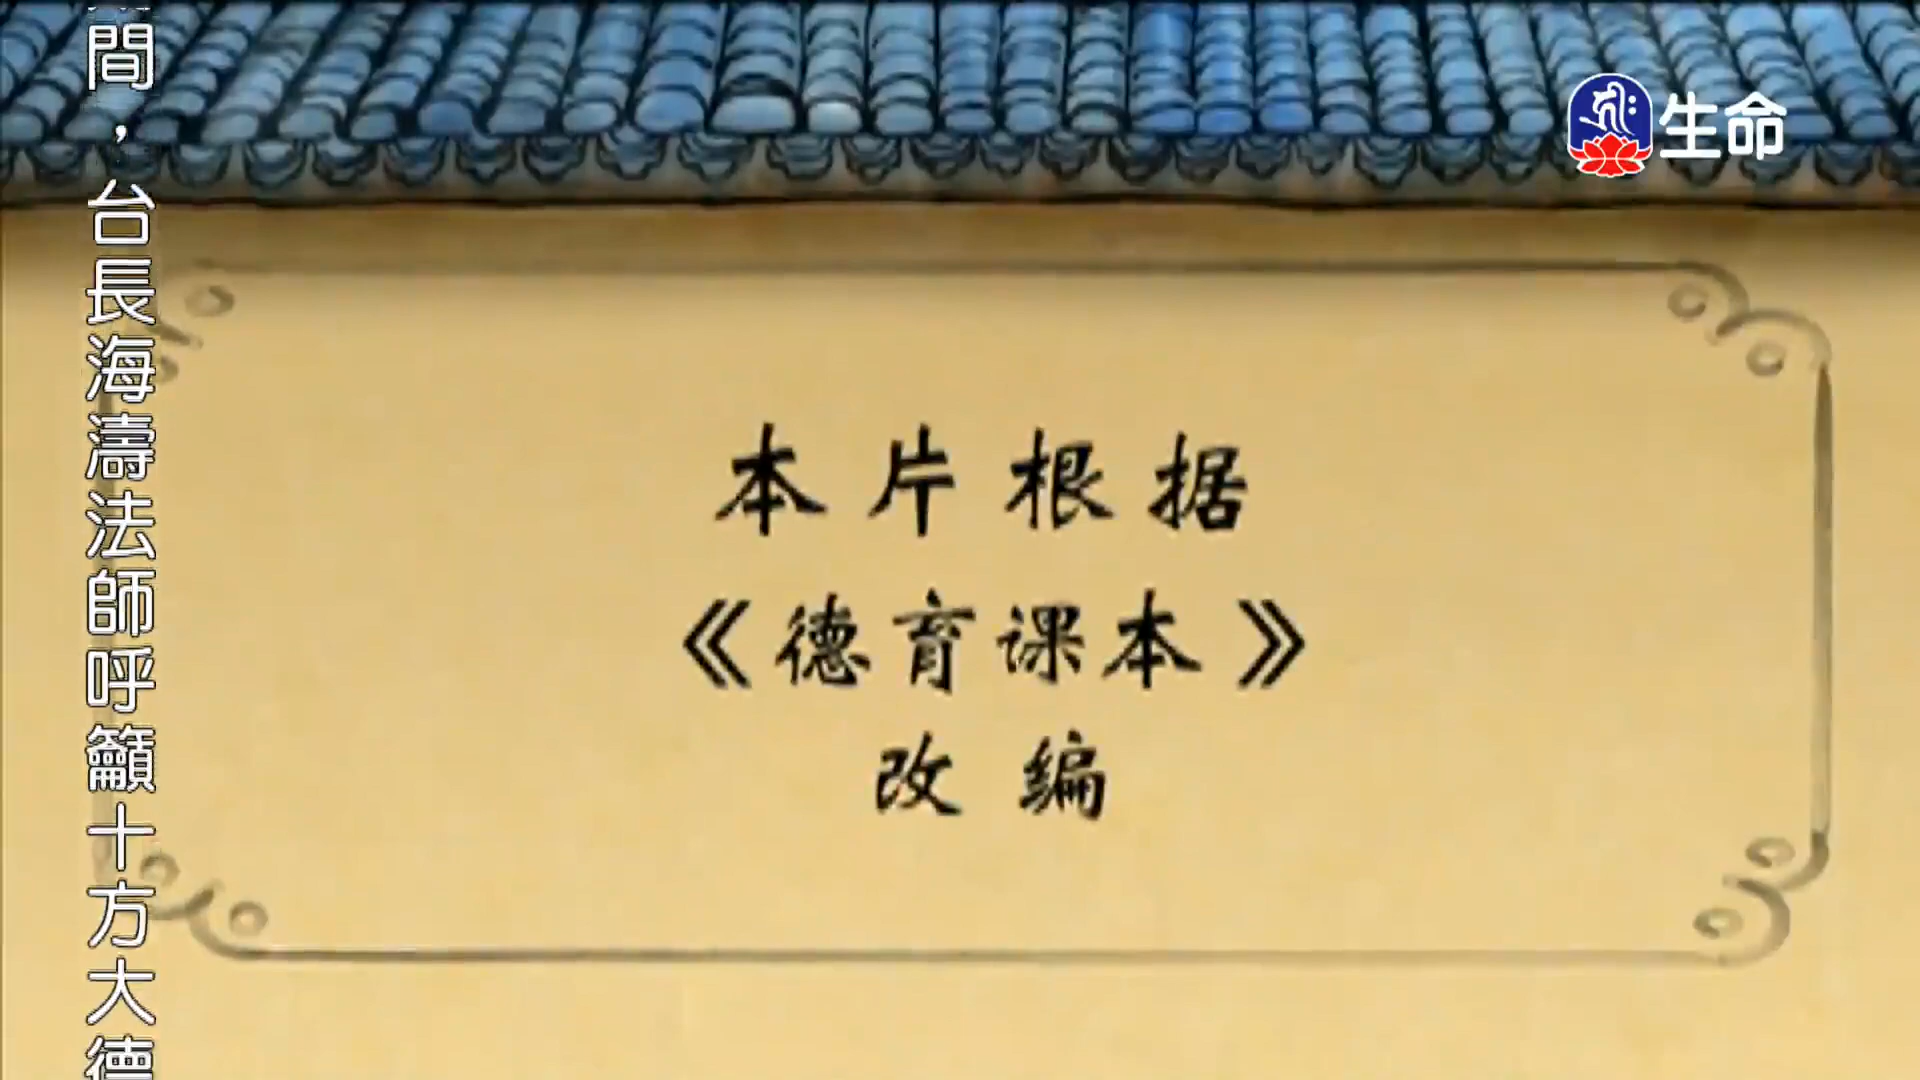 生命
本片根据
《德育课本》
改编
間，台長海濤法師呼籲十方大德